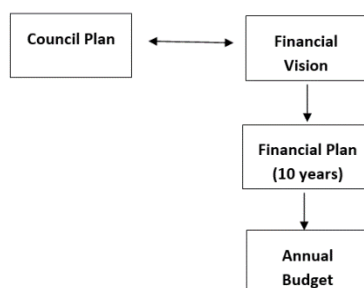 Council Plan
Financial
Vision
Financial Plan
(10 years)
Annual
Budget